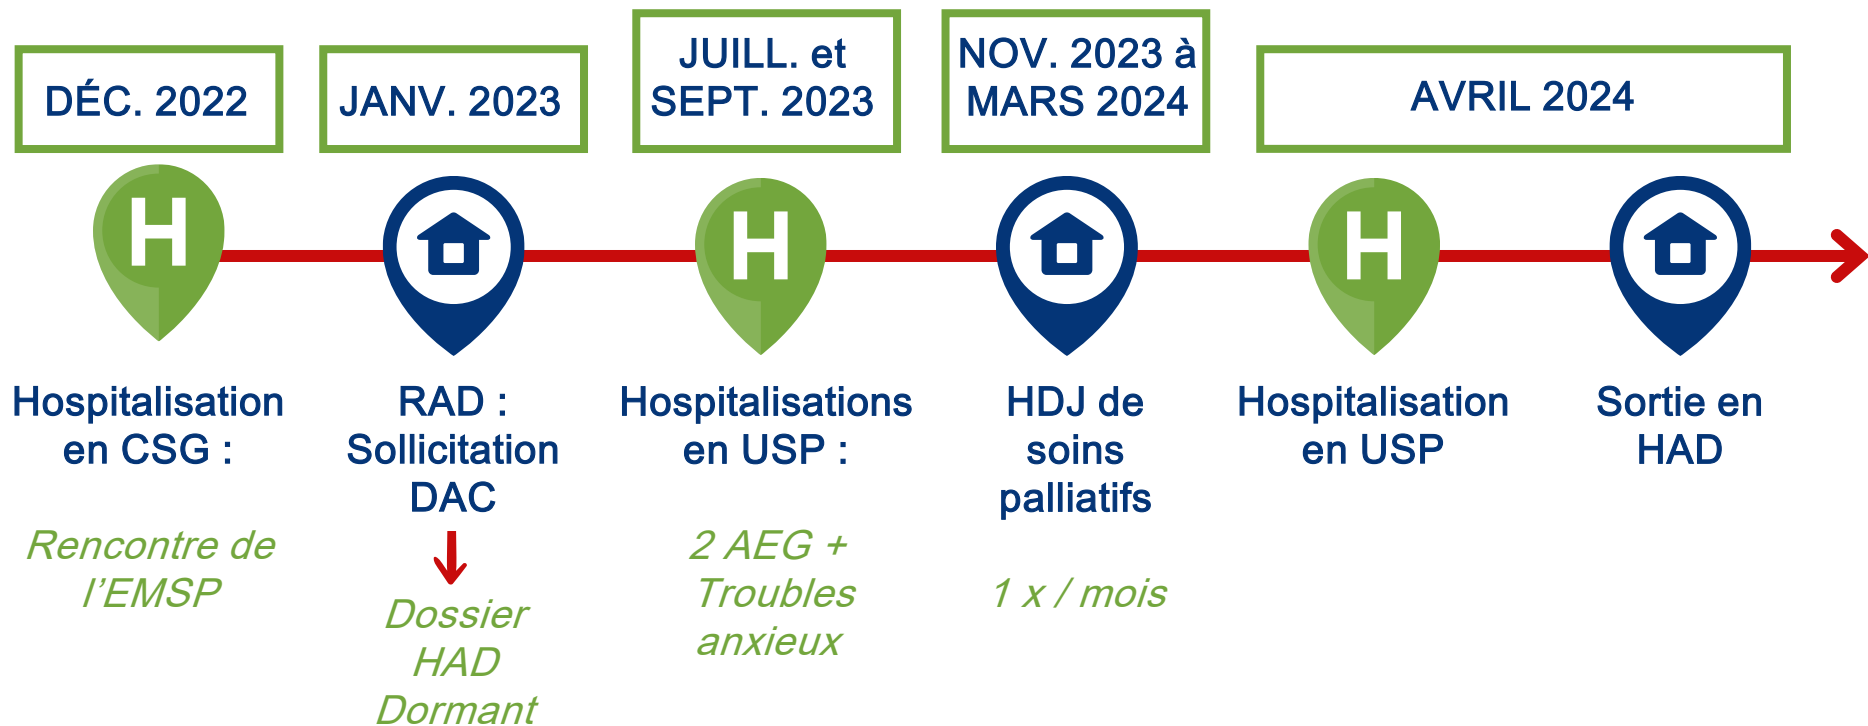 DÉC. 2022
JANV. 2023
JUILL. et
SEPT. 2023
NOV. 2023 à
MARS 2024
AVRIL 2024
H
H
H
Hospitalisation
en CSG :
Rencontre de
l'EMSP
RAD :
Sollicitation
DAC
Dossier
HAD
Dormant
Hospitalisations
en USP :
2 AEG +
Troubles
anxieux
HDJ de
soins
palliatifs
1 x / mois
Hospitalisation
en USP
Sortie en
HAD